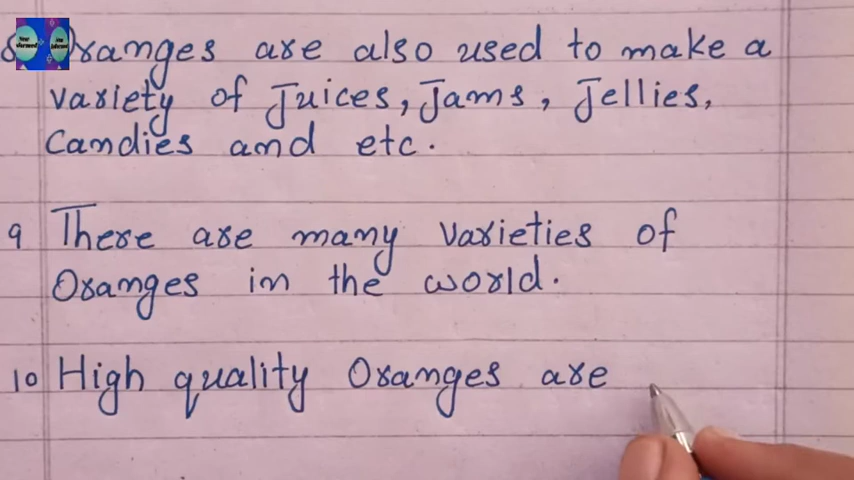 8 Oranges are also used to make a
variety of Juices, Jams, Jellies,
Candies and etc.
9 There are many varieties of
Oranges in the world.
10 High quality Oranges are